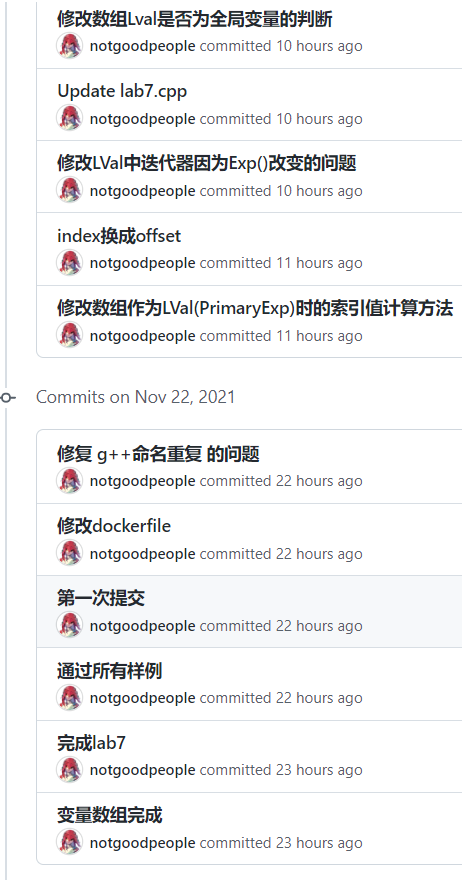 修改数组Lval是否为全局变量的判断
notgoodpeople committed 10 hours ago
Update lab7.cpp
notgoodpeople committed 10 hours ago
修改LVal中迭代器因为Exp()改变的问题
notgoodpeople committed 10 hours ago
index换成offset
notgoodpeople committed 11 hours ago
修改数组作为LVal(PrimaryExp)时的索引值计算方法
notgoodpeople committed 11 hours ago
Commits on Nov 22, 2021
修复 g++命名重复 的问题
notgoodpeople committed 22 hours ago
修改dockerfile
notgoodpeople committed 22 hours ago
第一次提交
notgoodpeople committed 22 hours ago
通过所有样例
notgoodpeople committed 22 hours ago
完成lab7
notgoodpeople committed 23 hours ago
变量数组完成
notgoodpeople committed 23 hours ago